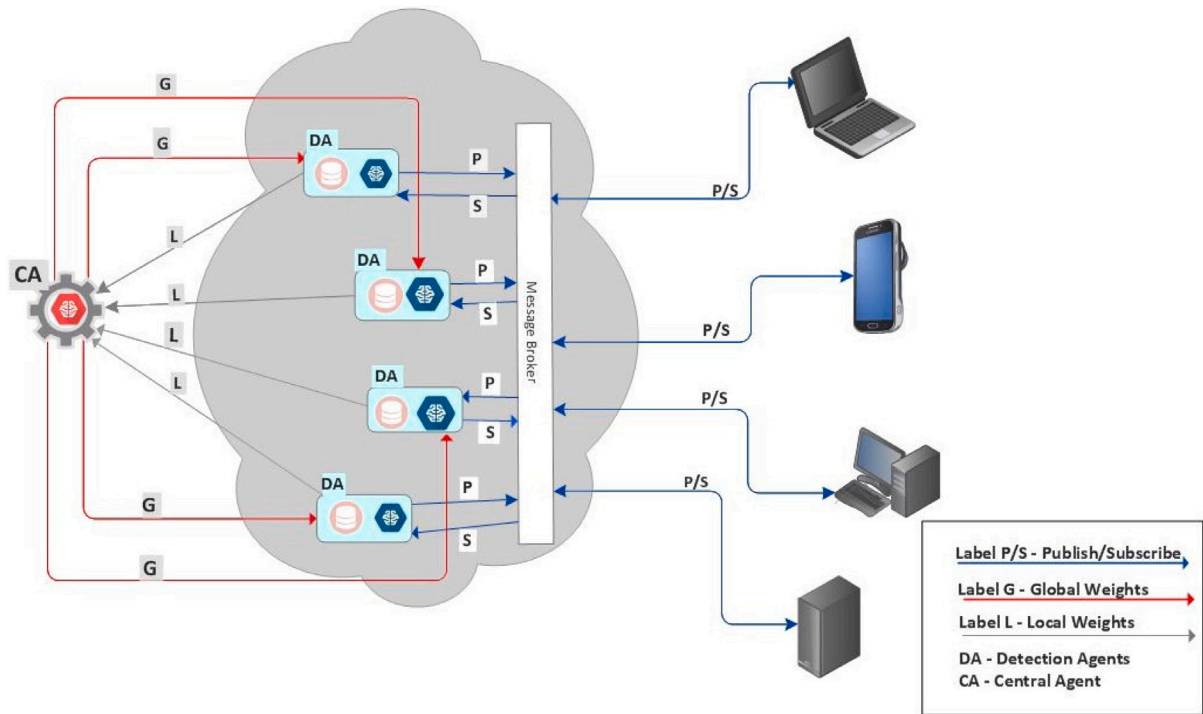 G
G
DA
P
S
P/S
L
CA
DA
P
S
L
Message Broker
P/S
L
DA
P
S
P/S
L
DA
P
S
P/S
G
G
Label P/S - Publish/Subscribe
Label G - Global Weights
Label L - Local Weights
DA - Detection Agents
CA - Central Agent